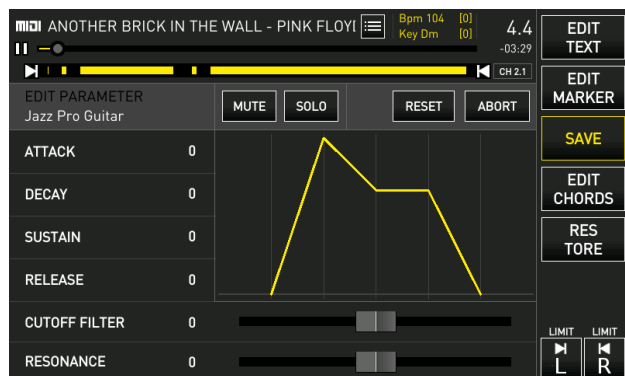 MIDI ANOTHER BRICK IN THE WALL - PINK FLOY
Bpm 104 [0]
Key Dm [0]
4.4
-03:29
CH 2.1
EDIT PARAMETER
Jazz Pro Guitar
MUTE SOLO RESET ABORT
ATTACK 0
DECAY 0
SUSTAIN 0
RELEASE 0
CUTOFF FILTER 0
RESONANCE 0
EDIT
TEXT
EDIT
MARKER
SAVE
EDIT
CHORDS
RES
TORE
LIMIT LIMIT
L R